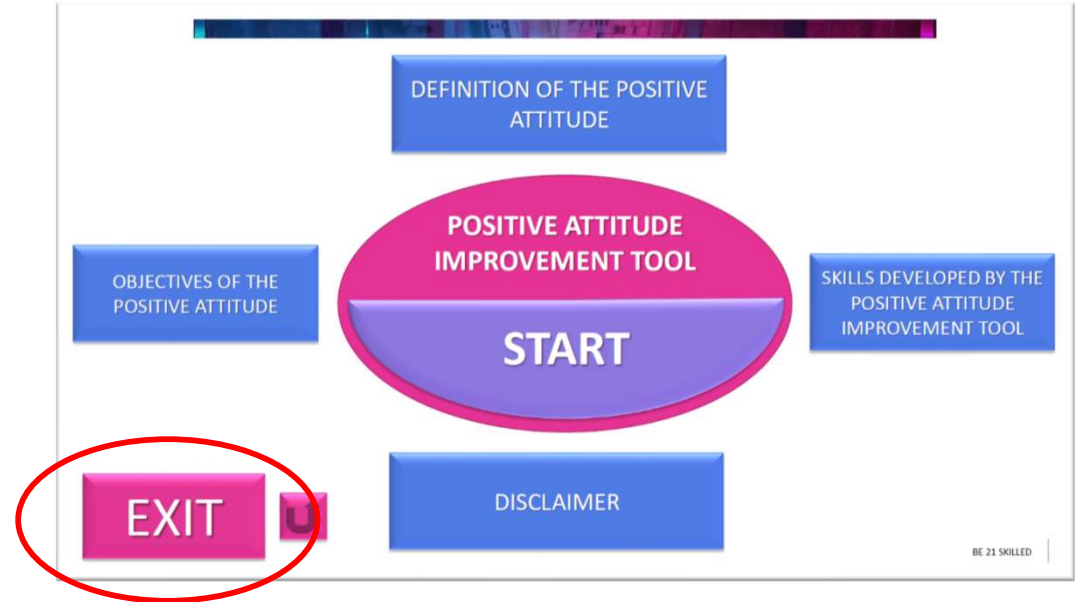 DEFINITION OF THE POSITIVE
ATTITUDE
POSITIVE ATTITUDE
IMPROVEMENT TOOL
START
OBJECTIVES OF THE
POSITIVE ATTITUDE
SKILLS DEVELOPED BY THE
POSITIVE ATTITUDE
IMPROVEMENT TOOL
EXIT
DISCLAIMER
BE 21 SKILLED